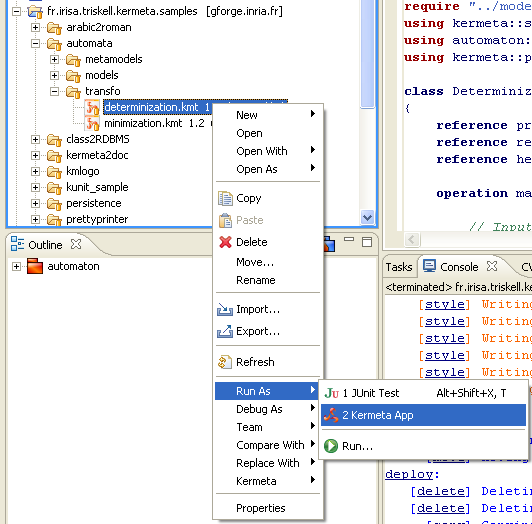 fr.irisa.triskell.kermeta.samples [gforge.inria.fr]
arabic2roman
automata
metamodels
models
transfo
determinization.kmt 1
minimization.kmt 1.2
class2RDBMS
kermeta2doc
kmlogo
kunit_sample
persistence
prettyprinter
require "../mode
using kermeta::s
using automaton:
using kermeta::p
class Determiniz
{
reference pr
reference re
reference he
operation ma
// Input
New
Open
Open With
Open As
Copy
Paste
Delete
Move...
Rename
Import...
Export...
Refresh
Run As
Debug As
Team
Compare With
Replace With
Kermeta
Properties
1 JUnit Test Alt+Shift+X, T
2 Kermeta App
Run...
Outline
automaton
Tasks Console CV
<terminated> fr.irisa.triskell.ke
[style] Writing
[style] Writing
[style] Writing
[style] Writing
[style] Writing
deploy:
[delete] Deletin
[delete] Deletin